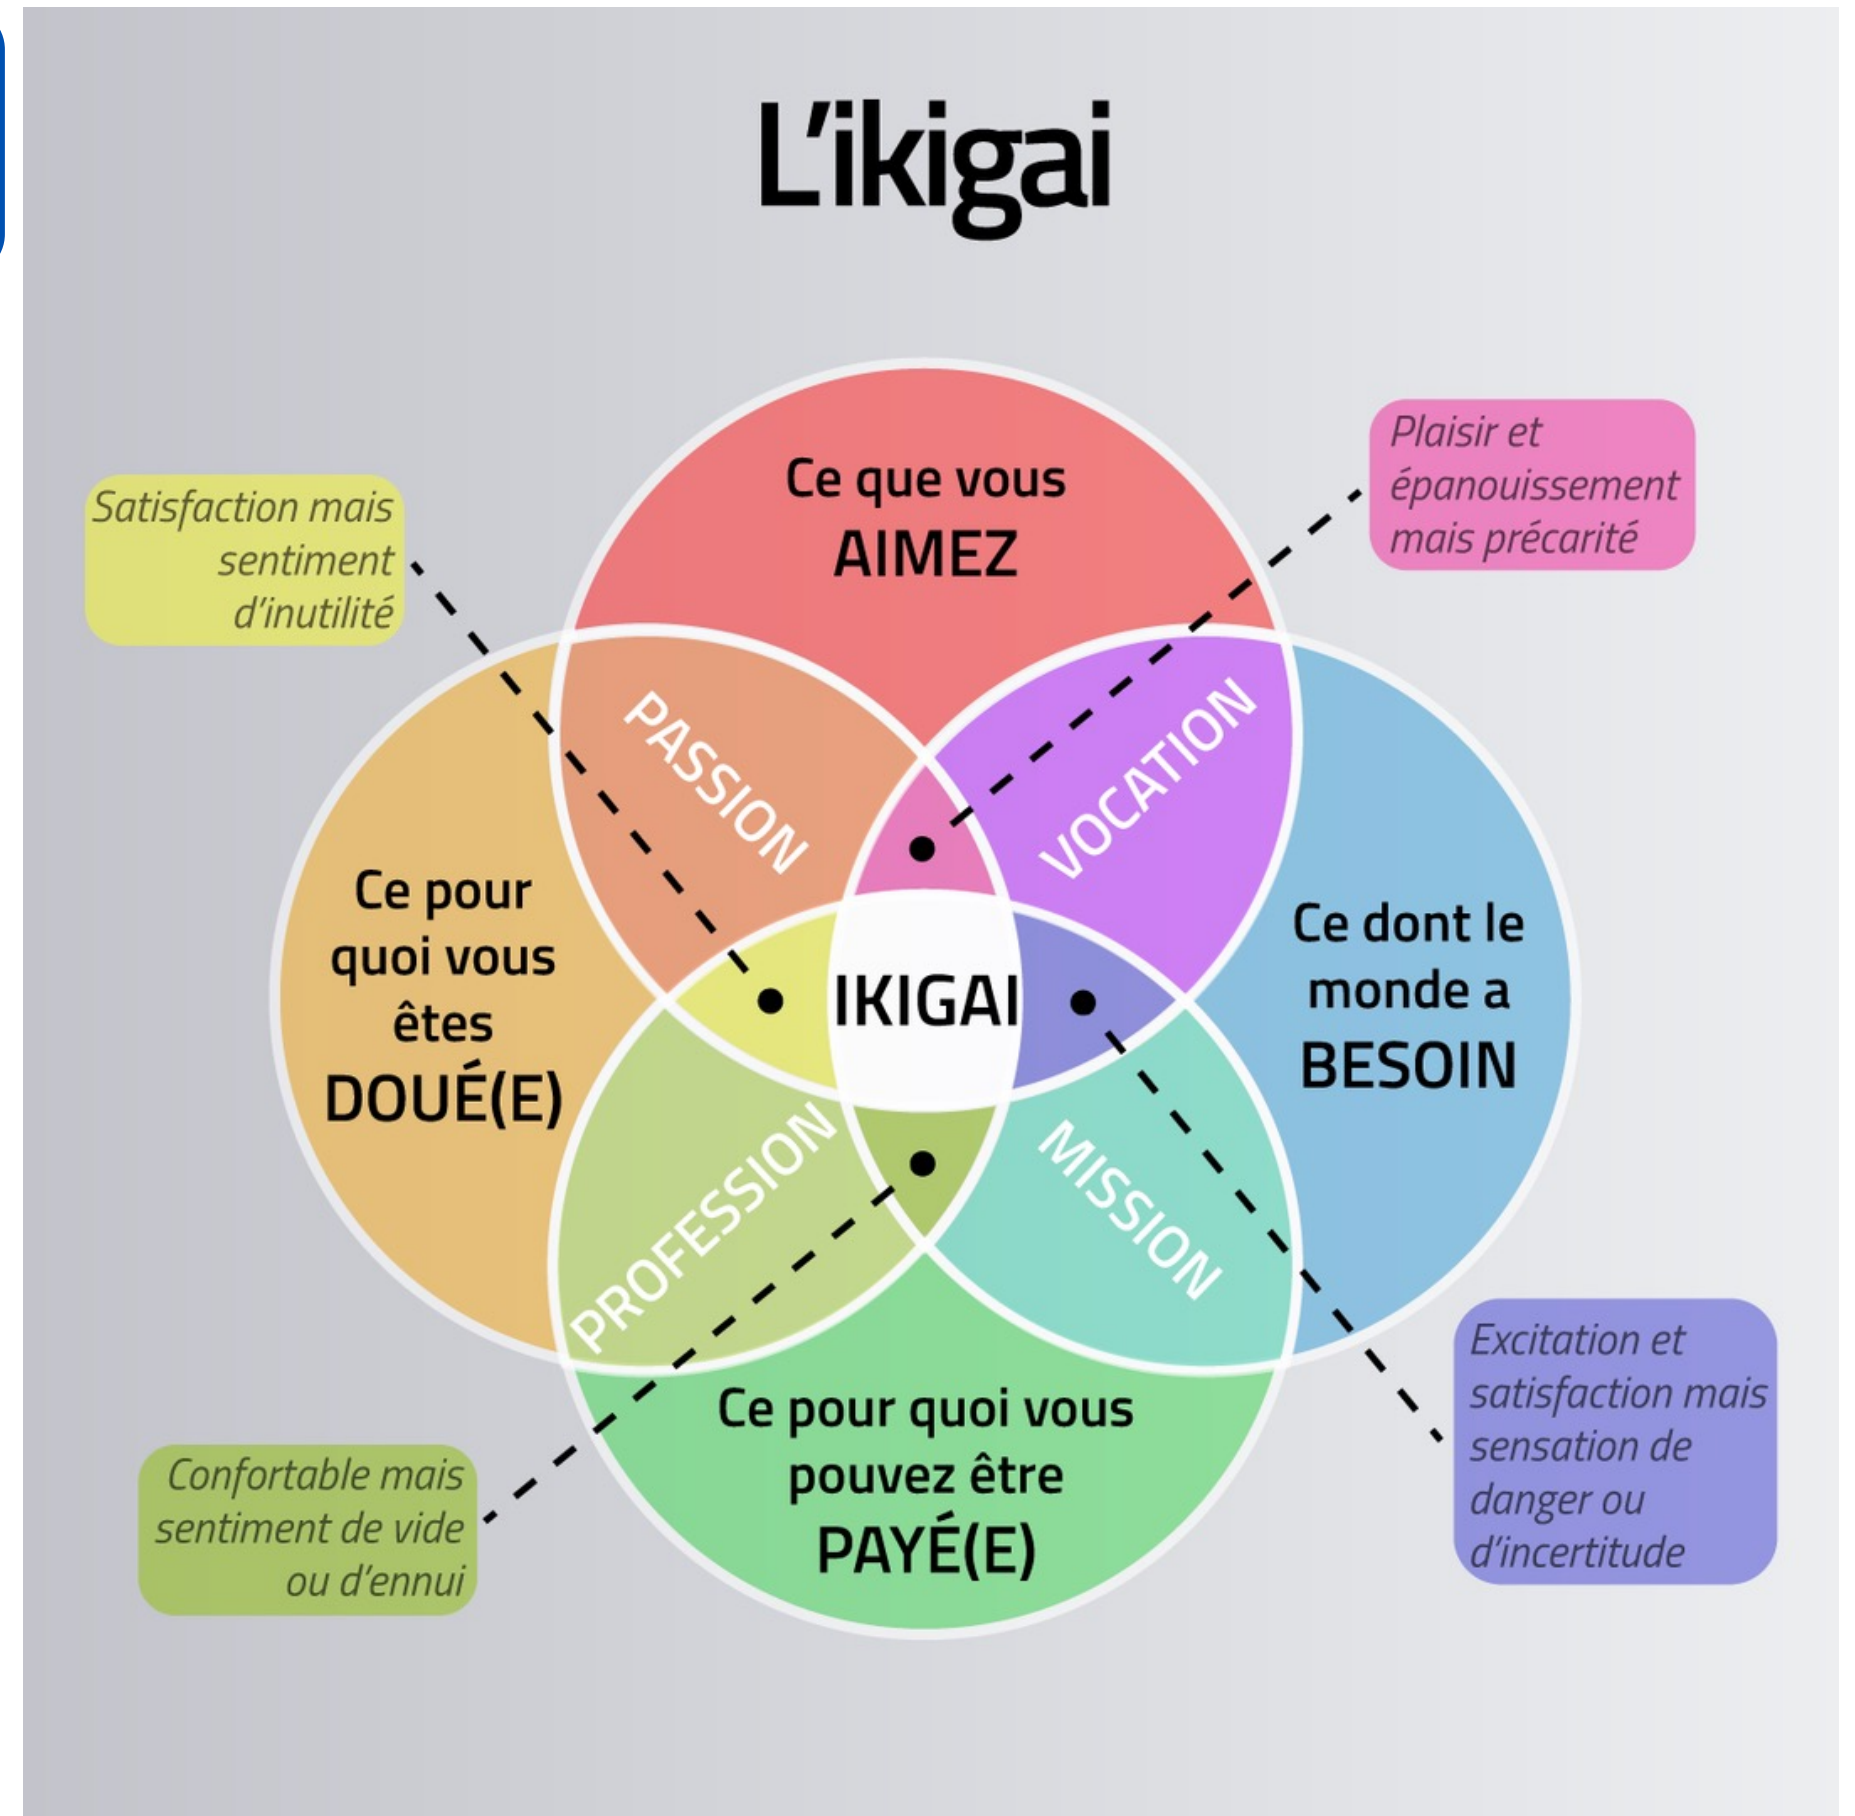 L'ikigai
Ce que vous
AIMEZ
Plaisir et
épanouissement
mais précarité
Satisfaction mais
sentiment
d'inutilité
PASSION
VOCATION
Ce pour
quoi vous
êtes
DOUÉ(E)
IKIGAI
Ce dont le
monde a
BESOIN
PROFESSION
MISSION
Ce pour quoi vous
pouvez être
PAYÉ(E)
Confortable mais
sentiment de vide
ou d'ennui
Excitation et
satisfaction mais
sensation de
danger ou
d'incertitude